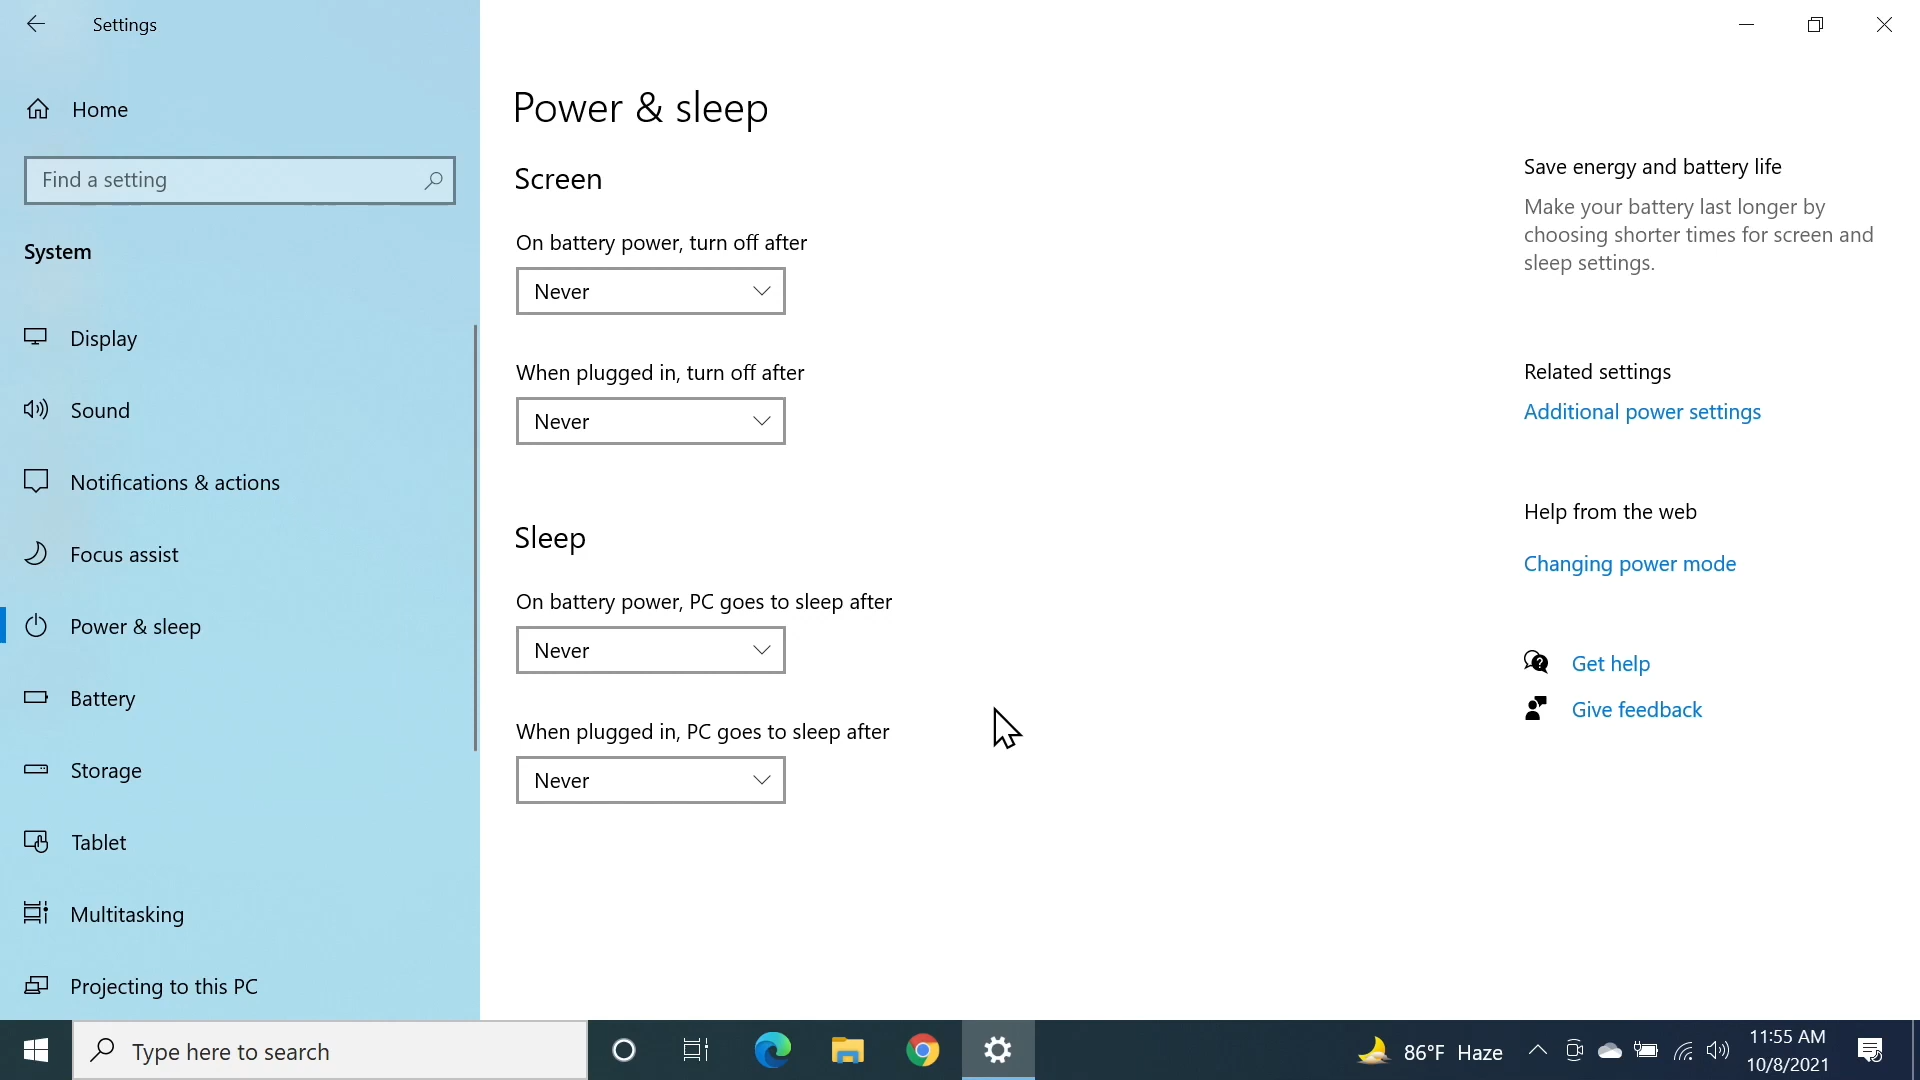 Settings
Home
Find a setting
System
Display
Sound
Notifications & actions
Focus assist
Power & sleep
Battery
Storage
Tablet
Multitasking
Projecting to this PC
Power & sleep
Screen
On battery power, turn off after
Never
When plugged in, turn off after
Never
Sleep
On battery power, PC goes to sleep after
Never
When plugged in, PC goes to sleep after
Never
Save energy and battery life
Make your battery last longer by
choosing shorter times for screen and
sleep settings.
Related settings
Additional power settings
Help from the web
Changing power mode
Get help
Give feedback
Type here to search
86°F Haze
11:55 AM
10/8/2021